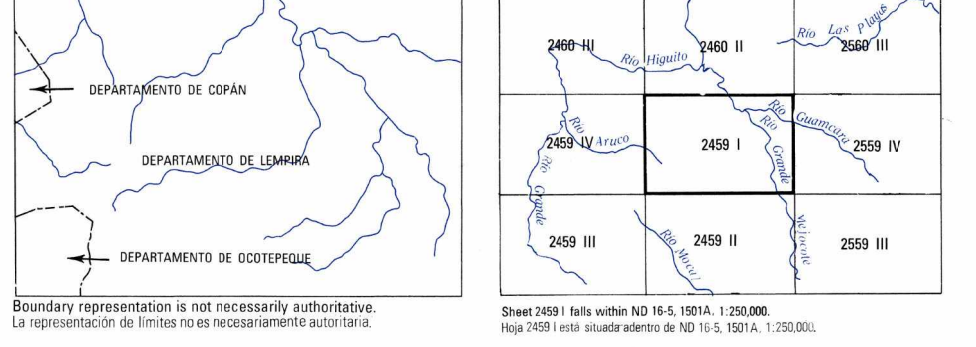 DEPARTAMENTO DE COPÁN
DEPARTAMENTO DE LEMPIRA
DEPARTAMENTO DE OCOTEPEQUE
Boundary representation is not necessarily authoritative.
La representación de límites no es necesariamente autoritaria.
2460 III
2460 II
2560 III
Río Las Playas
Río Higuito
2459 IV
Río Aruco
2459 I
Río Guamcara
2559 IV
Río Grande
Río Grande
2459 III
2459 II
2559 III
Río Mocal
Mejocote
Sheet 2459 I falls within ND 16-5, 1501A, 1:250,000.
Hoja 2459 I está situada adentro de ND 16-5, 1501A, 1:250,000.